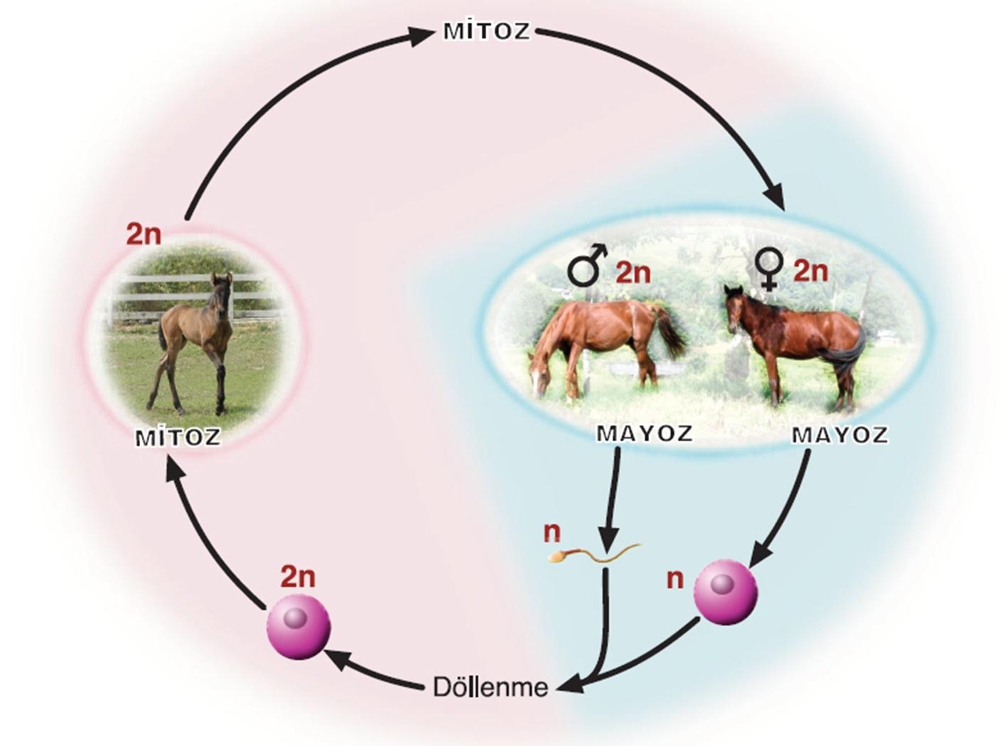 MİTOZ
2n
♂ 2n
♀ 2n
MİTOZ
MAYOZ
MAYOZ
n
n
2n
Döllenme